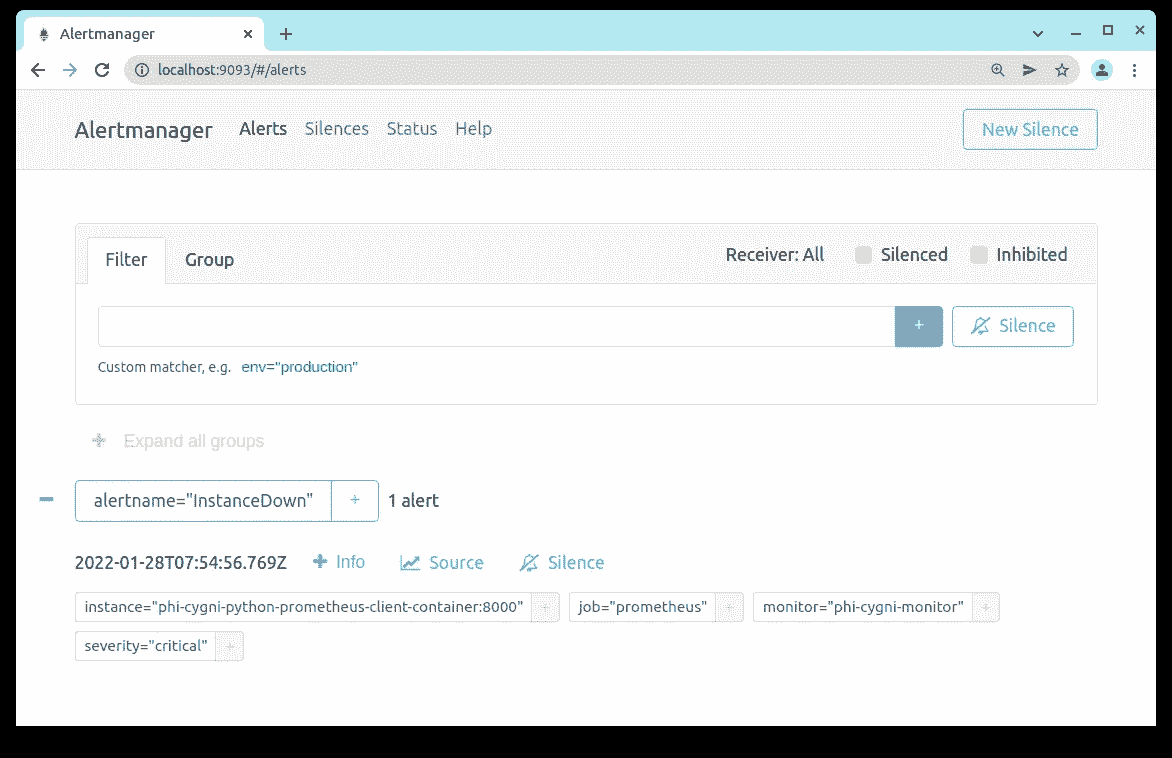 Alertmanager
localhost:9093/#/alerts
Alertmanager Alerts Silences Status Help New Silence
Filter Group Receiver: All Silenced Inhibited
+ Silence
Custom matcher, e.g. env="production"
+ Expand all groups
- alertname="InstanceDown" + 1 alert
2022-01-28T07:54:56.769Z + Info Source Silence
instance="phi-cygni-python-prometheus-client-container:8000" + job="prometheus" + monitor="phi-cygni-monitor" +
severity="critical" +